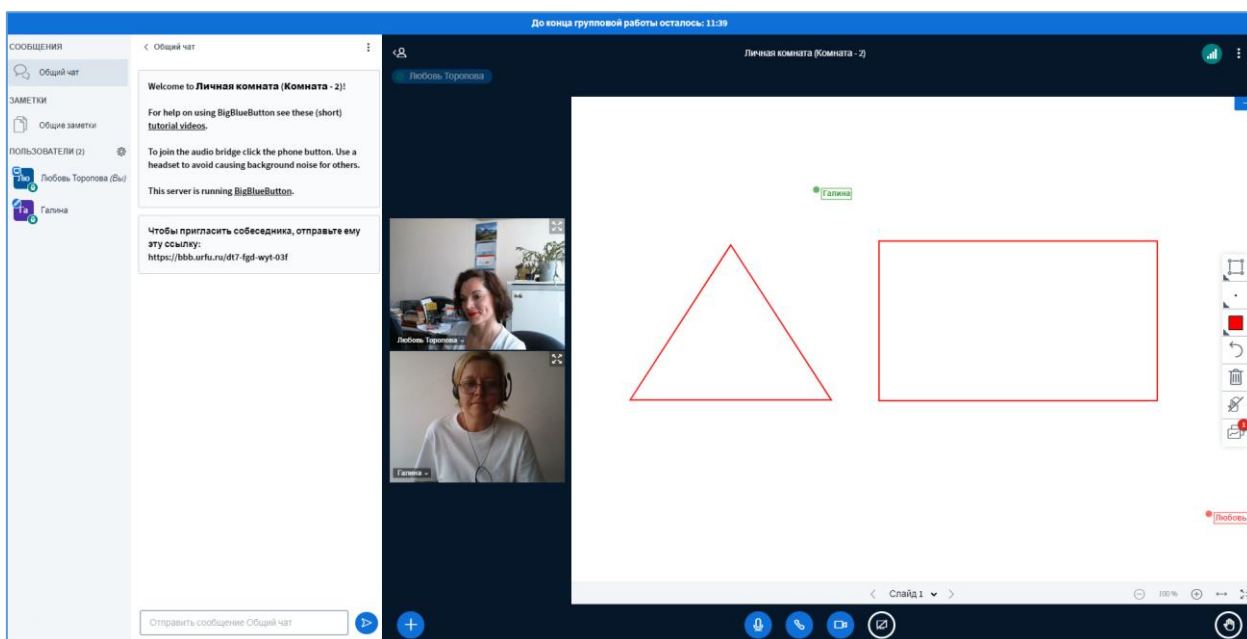 До конца групповой работы осталось: 11:39
СООБЩЕНИЯ
Общий чат
ЗАМЕТКИ
Общие заметки
ПОЛЬЗОВАТЕЛИ (2)
Лю
Любовь Торопова (Вы)
Га
Галина
Общий чат
Welcome to Личная комната (Комната - 2)!
For help on using BigBlueButton see these (short)
tutorial videos.
To join the audio bridge click the phone button. Use a
headset to avoid causing background noise for others.
This server is running BigBlueButton.
Чтобы пригласить собеседника, отправьте ему
эту ссылку:
https://bbb.urfu.ru/dt7-fgd-wyt-03f
Отправить сообщение Общий чат
Личная комната (Комната - 2)
Любовь Торопова
Любовь Торопова
Галина
Галина
1
Любовь
Слайд 1
100%